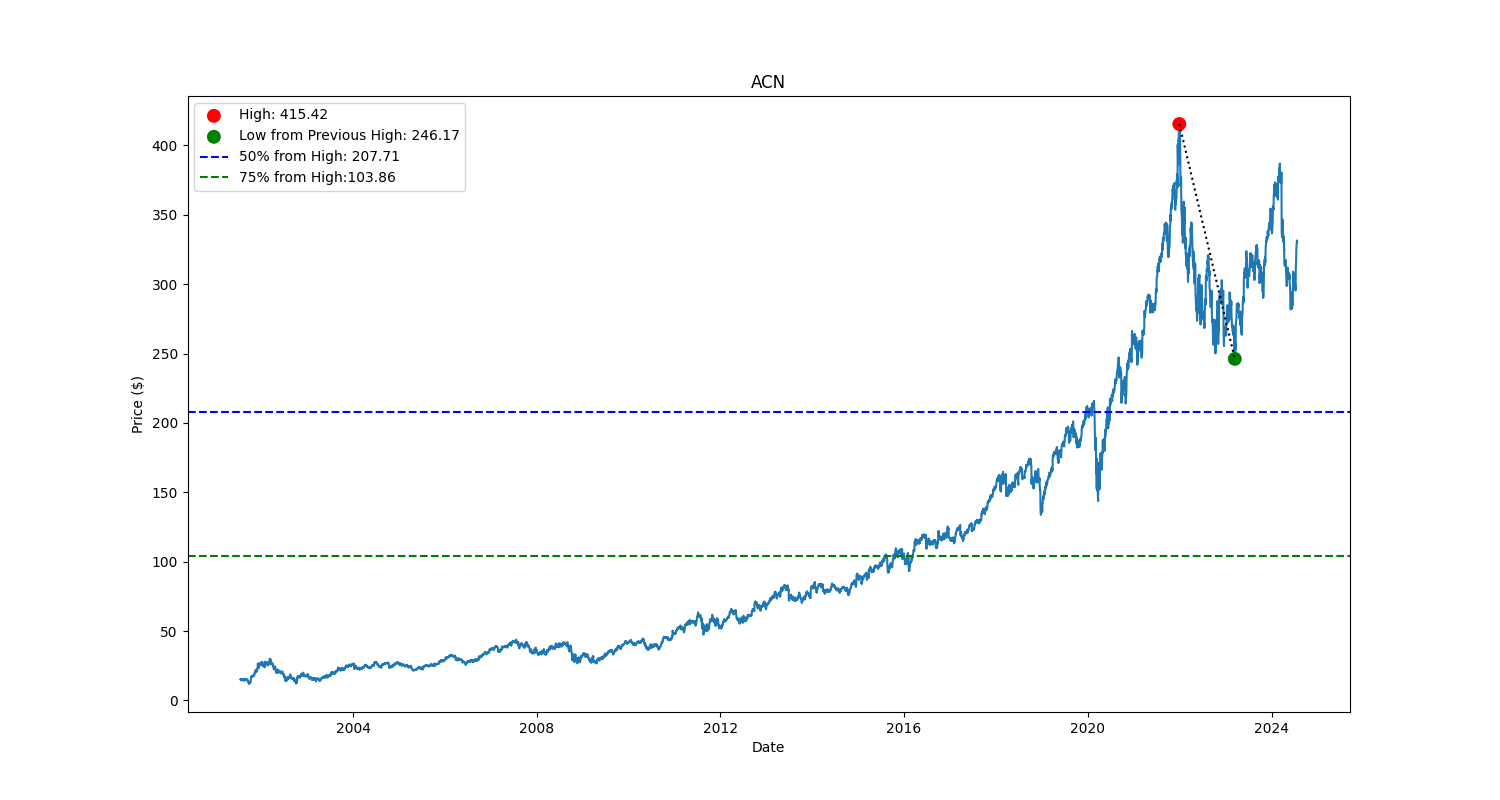 ACN
High: 415.42
Low from Previous High: 246.17
50% from High: 207.71
75% from High:103.86
400
350
300
250
200
150
100
50
0
Price ($)
2004 2008 2012 2016 2020 2024
Date